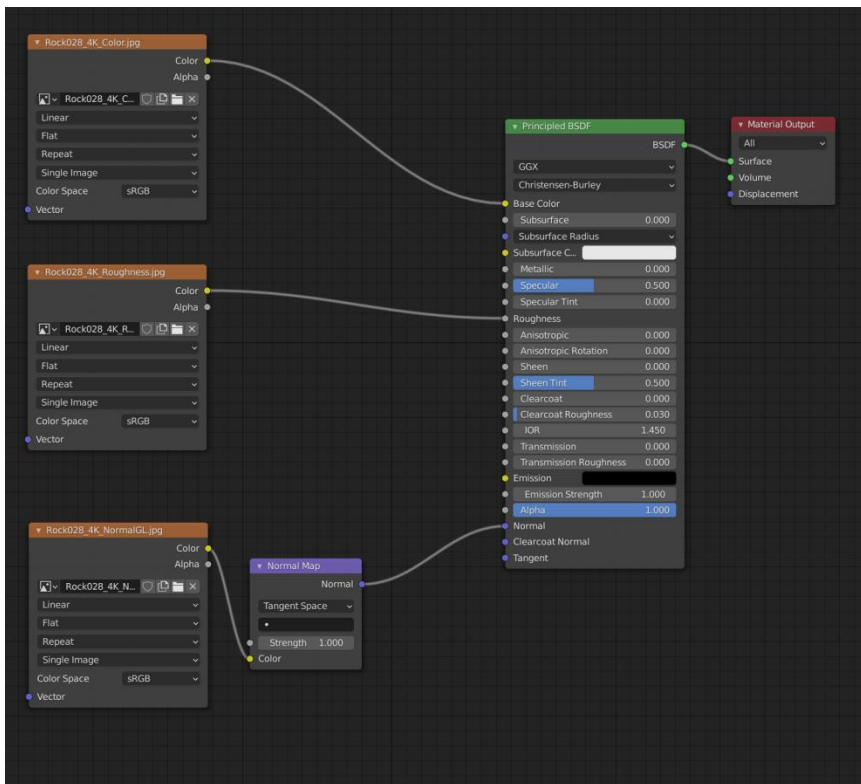 Rock028_4K_Color.jpg
Color
Alpha
Rock028_4K_C...
Linear
Flat
Repeat
Single Image
Color Space sRGB
Vector
Rock028_4K_Roughness.jpg
Color
Alpha
Rock028_4K_R...
Linear
Flat
Repeat
Single Image
Color Space sRGB
Vector
Rock028_4K_NormalGL.jpg
Color
Alpha
Rock028_4K_N...
Linear
Flat
Repeat
Single Image
Color Space sRGB
Vector
Normal Map
Normal
Tangent Space
Strength 1.000
Color
Principled BSDF
BSDF
GGX
Christensen-Burley
Base Color
Subsurface 0.000
Subsurface Radius
Subsurface C...
Metallic 0.000
Specular 0.500
Specular Tint 0.000
Roughness
Anisotropic 0.000
Anisotropic Rotation 0.000
Sheen 0.000
Sheen Tint 0.500
Clearcoat 0.000
Clearcoat Roughness 0.030
IOR 1.450
Transmission 0.000
Transmission Roughness 0.000
Emission
Emission Strength 1.000
Alpha 1.000
Normal
Clearcoat Normal
Tangent
Material Output
All
Surface
Volume
Displacement